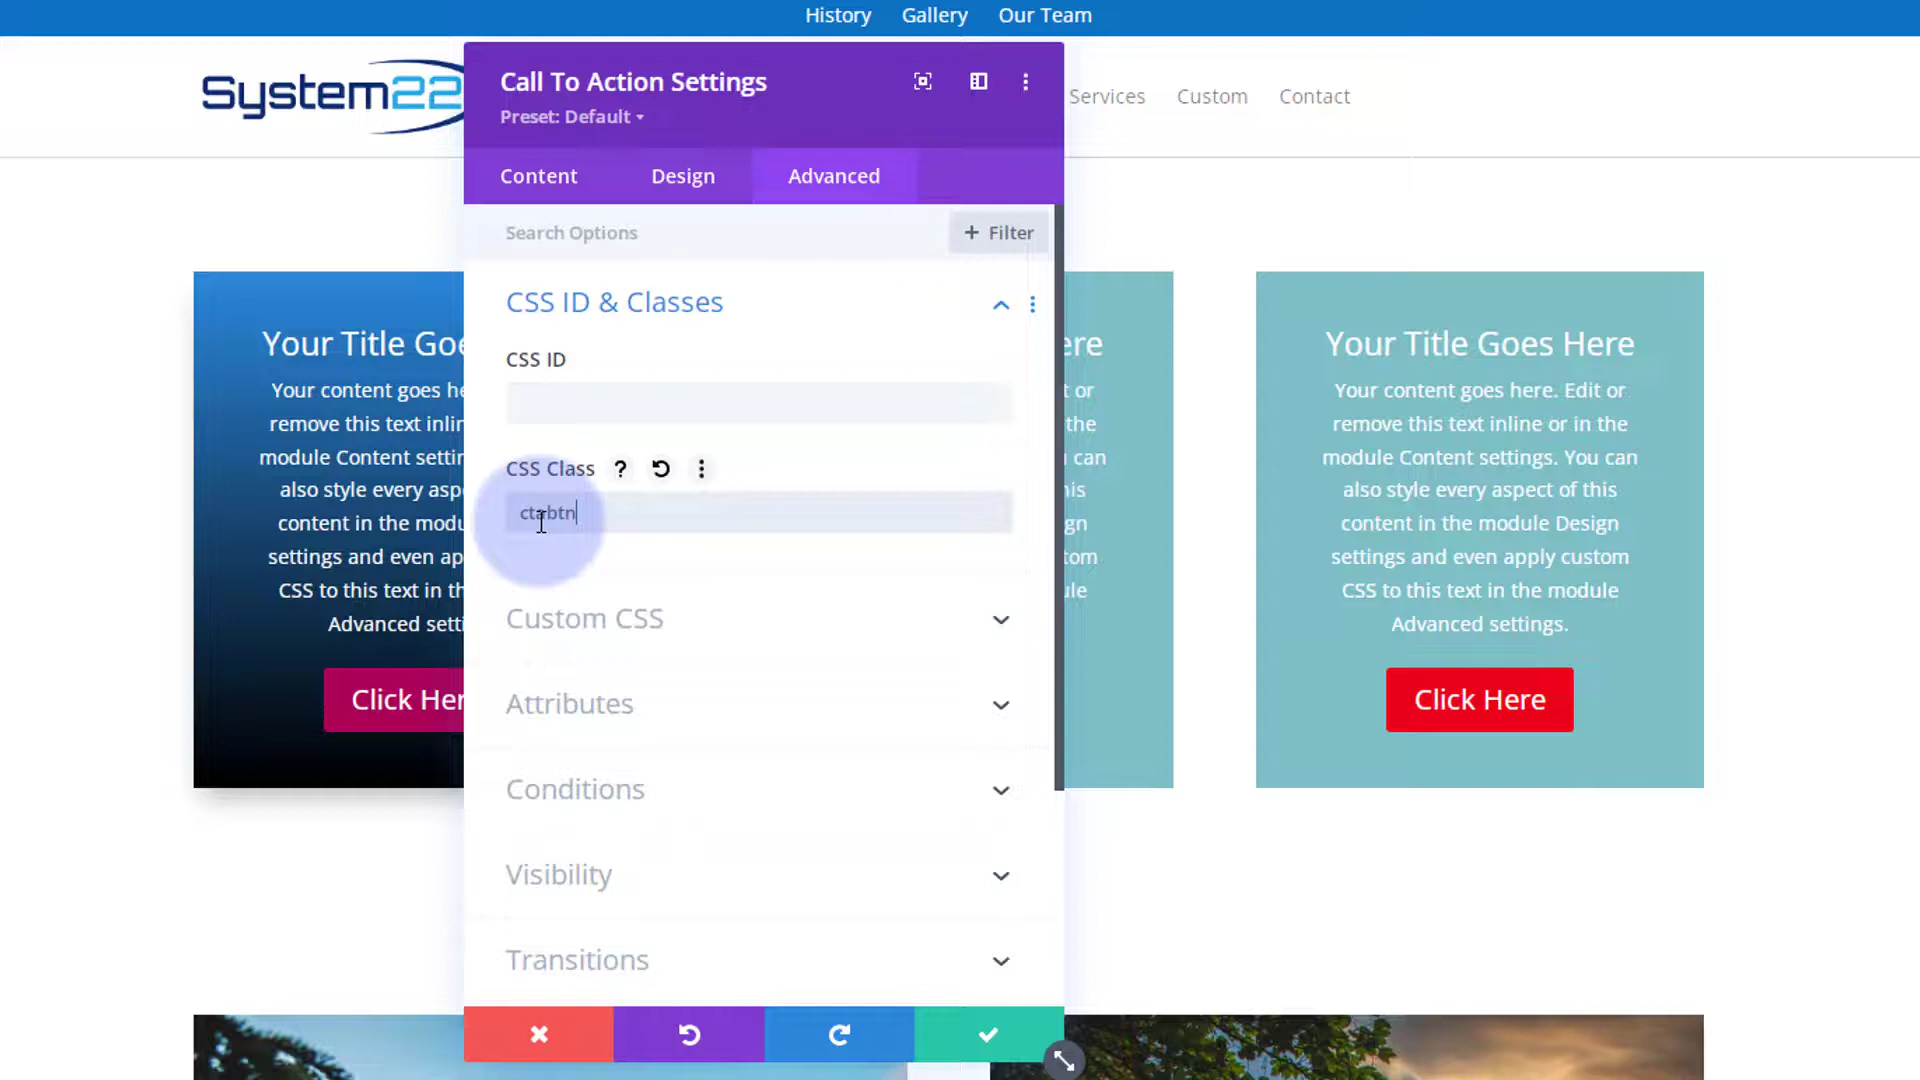 History Gallery Our Team
System22
Services Custom Contact
Call To Action Settings
Preset: Default
Content Design Advanced
Search Options
+ Filter
CSS ID & Classes
CSS ID
CSS Class ?
ctabtn
Custom CSS
Attributes
Conditions
Visibility
Transitions
Your Title Goe
Your content goes he
remove this text inlin
module Content settin
also style every aspe
content in the modu
settings and even ap
CSS to this text in th
Advanced setti
Click Her
ere
t or
the
can
his
gn
tom
ule
Your Title Goes Here
Your content goes here. Edit or
remove this text inline or in the
module Content settings. You can
also style every aspect of this
content in the module Design
settings and even apply custom
CSS to this text in the module
Advanced settings.
Click Here